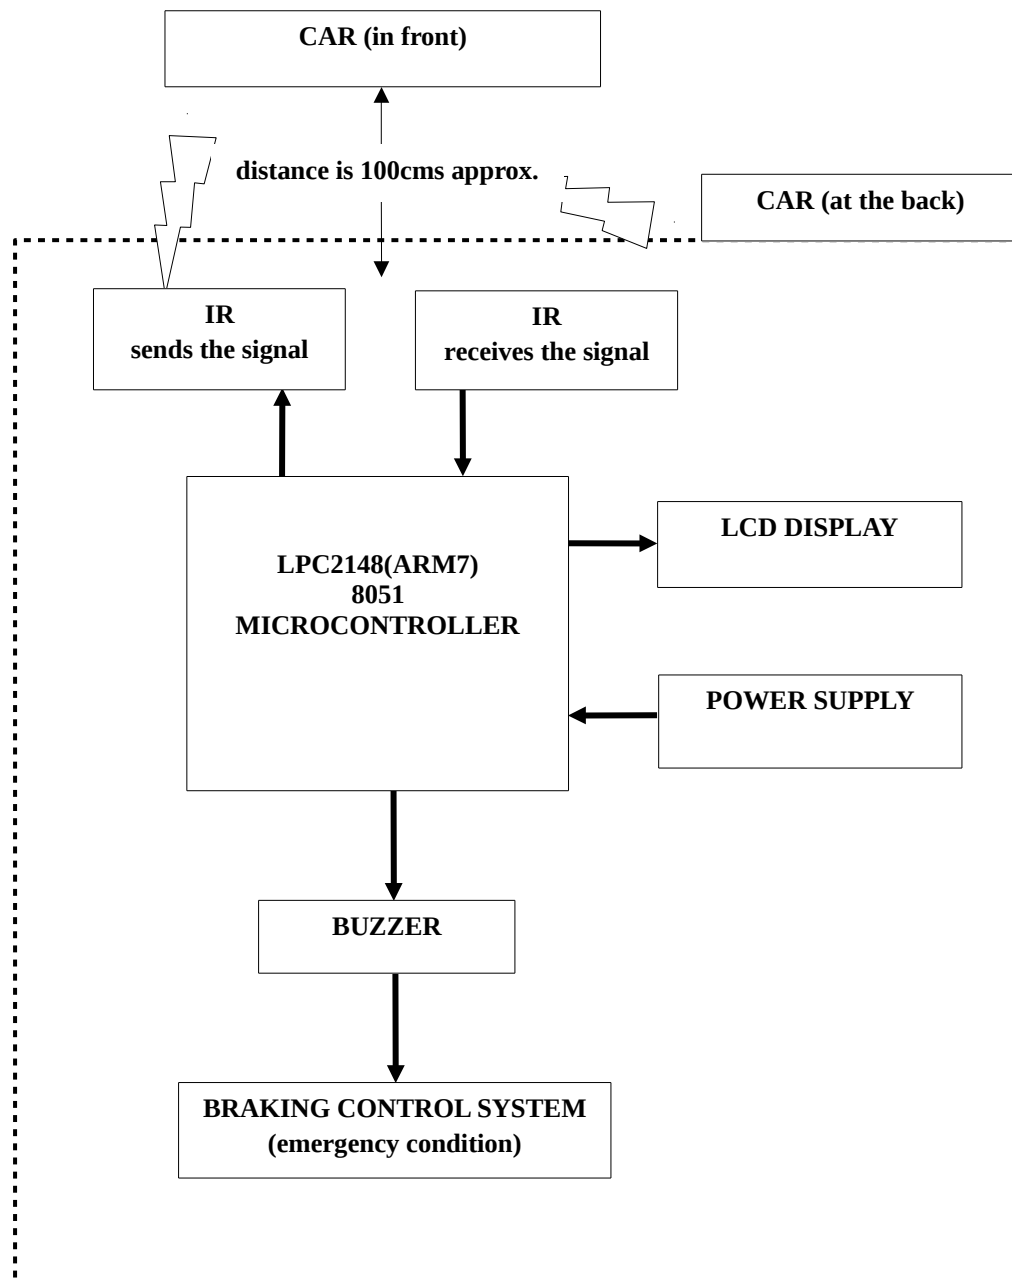 CAR (in front)
distance is 100cms approx.
CAR (at the back)
IR
sends the signal
IR
receives the signal
LPC2148(ARM7)
8051
MICROCONTROLLER
LCD DISPLAY
POWER SUPPLY
BUZZER
BRAKING CONTROL SYSTEM
(emergency condition)